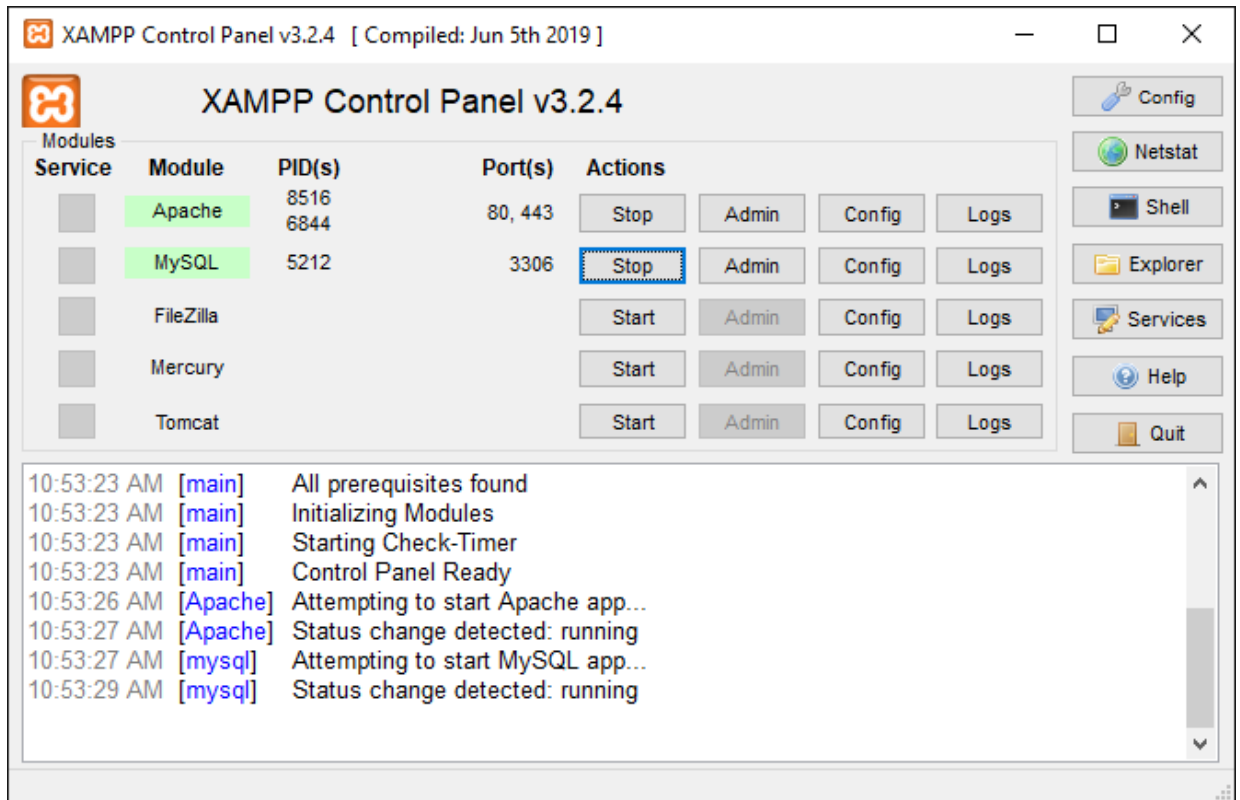 XAMPP Control Panel v3.2.4 [ Compiled: Jun 5th 2019 ]
XAMPP Control Panel v3.2.4
Config
Modules
Netstat
Service Module PID(s) Port(s) Actions
8516
Apache 80, 443 Stop Admin Config Logs
6844
Shell
MySQL 5212 3306 Stop Admin Config Logs
Explorer
FileZilla Start Admin Config Logs
Services
Mercury Start Admin Config Logs
Help
Tomcat Start Admin Config Logs
Quit
10:53:23 AM [main] All prerequisites found
10:53:23 AM [main] Initializing Modules
10:53:23 AM [main] Starting Check-Timer
10:53:23 AM [main] Control Panel Ready
10:53:26 AM [Apache] Attempting to start Apache app...
10:53:27 AM [Apache] Status change detected: running
10:53:27 AM [mysql] Attempting to start MySQL app...
10:53:29 AM [mysql] Status change detected: running